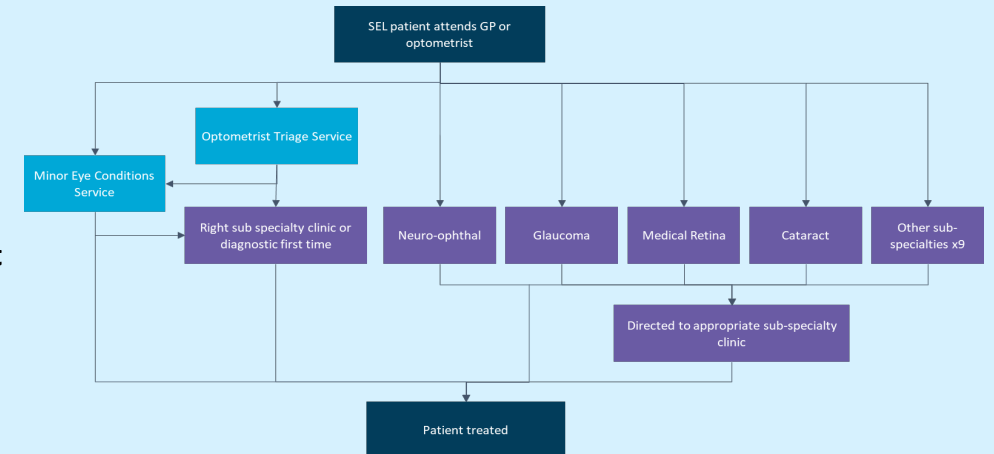 SEL patient attends GP or
optometrist
Optometrist Triage Service
Minor Eye Conditions
Service
Right sub specialty clinic or
diagnostic first time
Neuro-ophthal
Glaucoma
Medical Retina
Cataract
Other sub-
specialties x9
Directed to appropriate sub-specialty
clinic
Patient treated